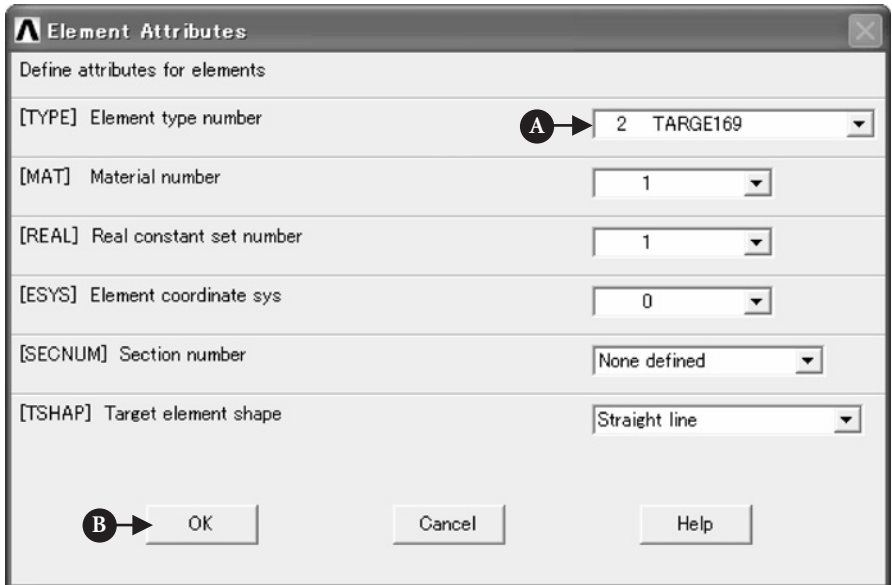 Element Attributes
Define attributes for elements
[TYPE] Element type number
A
2 TARGE169
[MAT] Material number
1
[REAL] Real constant set number
1
[ESYS] Element coordinate sys
0
[SECNUM] Section number
None defined
[TSHAP] Target element shape
Straight line
B
OK
Cancel
Help